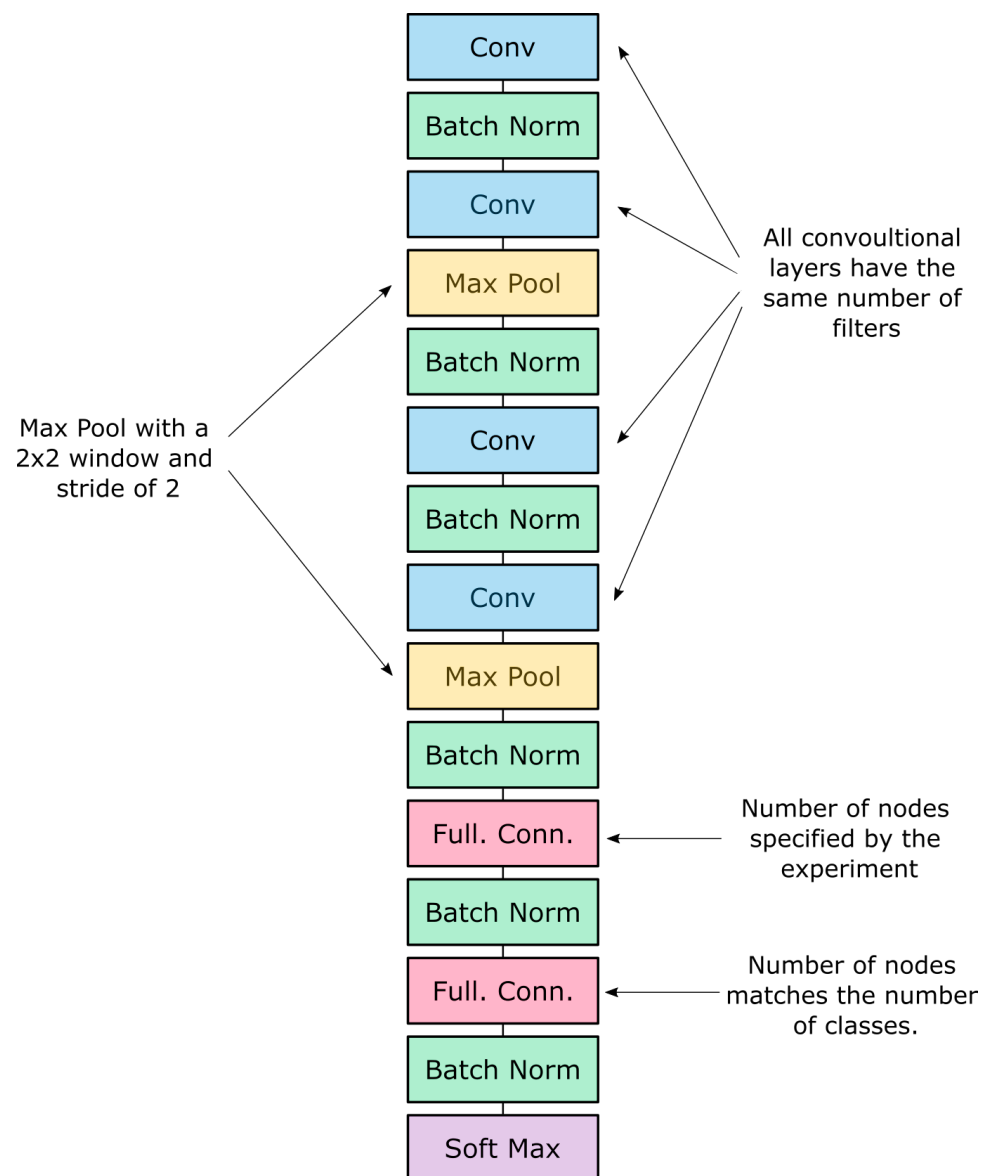 Conv
Batch Norm
Conv
Max Pool
Batch Norm
Conv
Batch Norm
Conv
Max Pool
Batch Norm
Full. Conn.
Batch Norm
Full. Conn.
Batch Norm
Soft Max
All convoultional
layers have the
same number of
filters
Max Pool with a
2x2 window and
stride of 2
Number of nodes
specified by the
experiment
Number of nodes
matches the number
of classes.